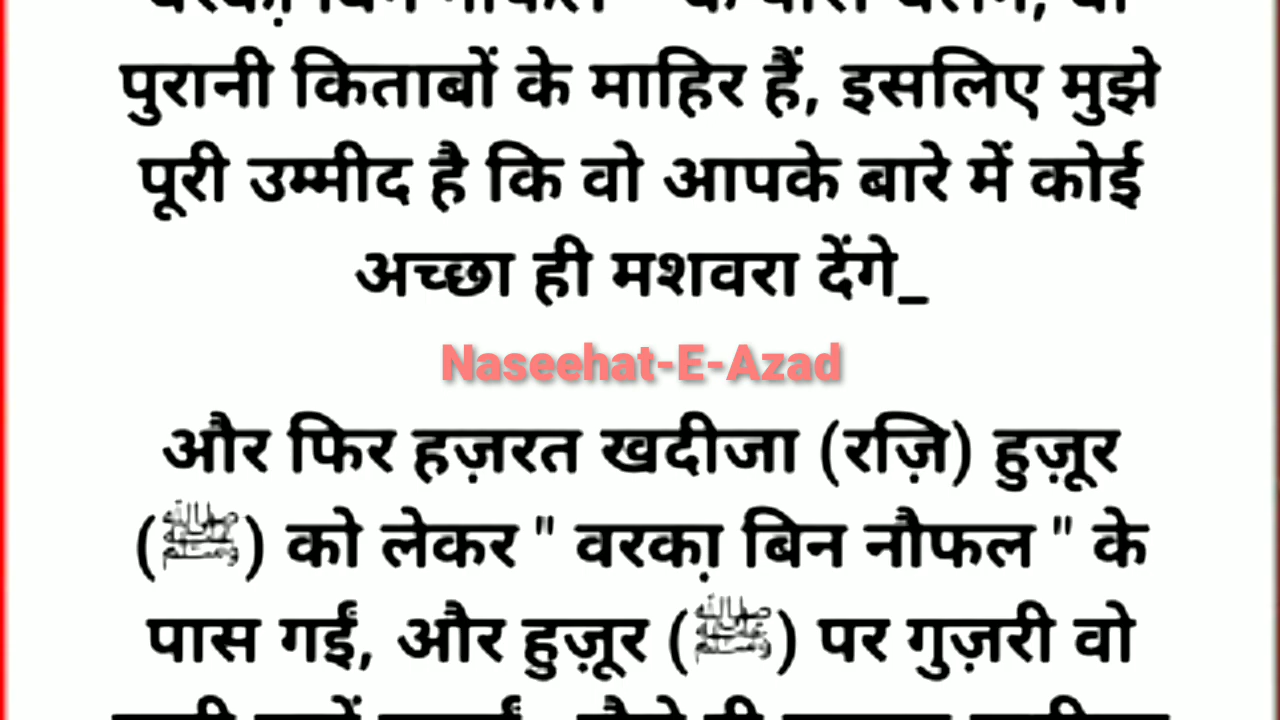 पुरानी किताबों के माहिर हैं, इसलिए मुझे
पूरी उम्मीद है कि वो आपके बारे में कोई
अच्छा ही मशवरा देंगे_
Naseehat-E-Azad
और फिर हज़रत खदीजा (रज़ि) हुज़ूर
(ﷺ) को लेकर " वरका़ बिन नौफल " के
पास गईं, और हुज़ूर (ﷺ) पर गुज़री वो